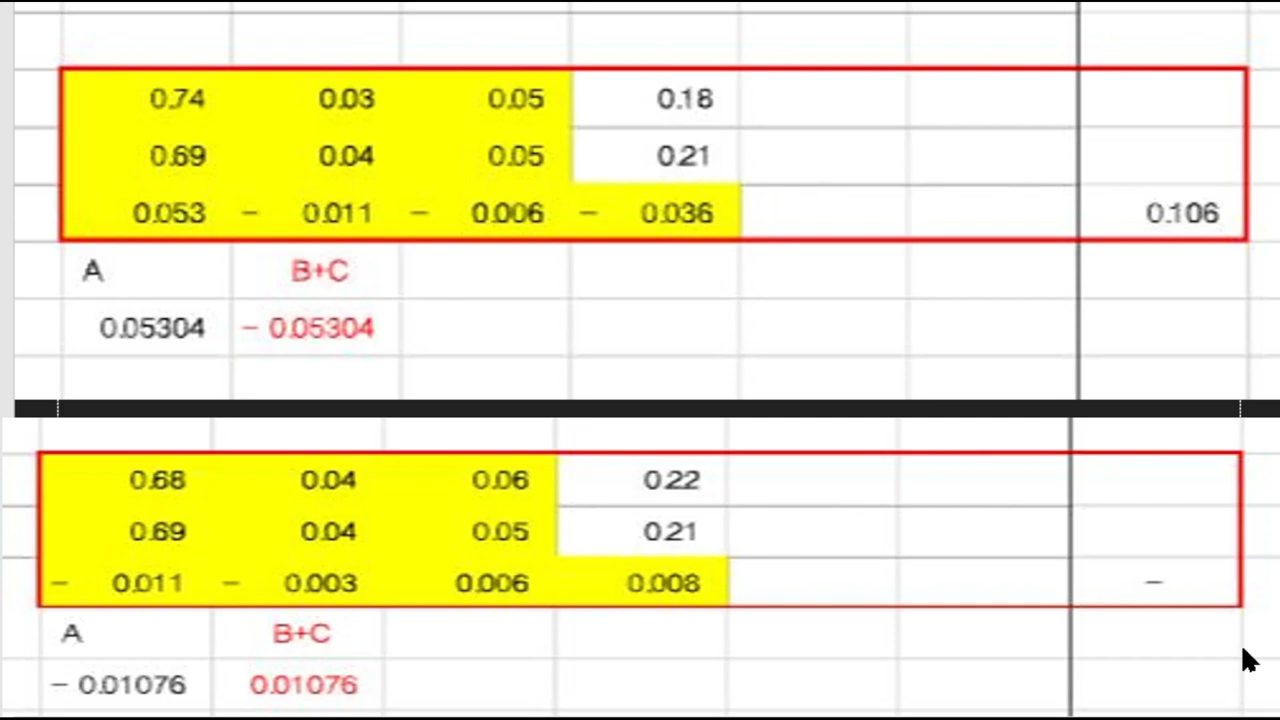 0.74 0.03 0.05 0.18
0.69 0.04 0.05 0.21
0.053 - 0.011 - 0.006 - 0.036 0.106
A B+C
0.05304 - 0.05304
0.68 0.04 0.06 0.22
0.69 0.04 0.05 0.21
- 0.011 - 0.003 0.006 0.008 -
A B+C
- 0.01076 0.01076